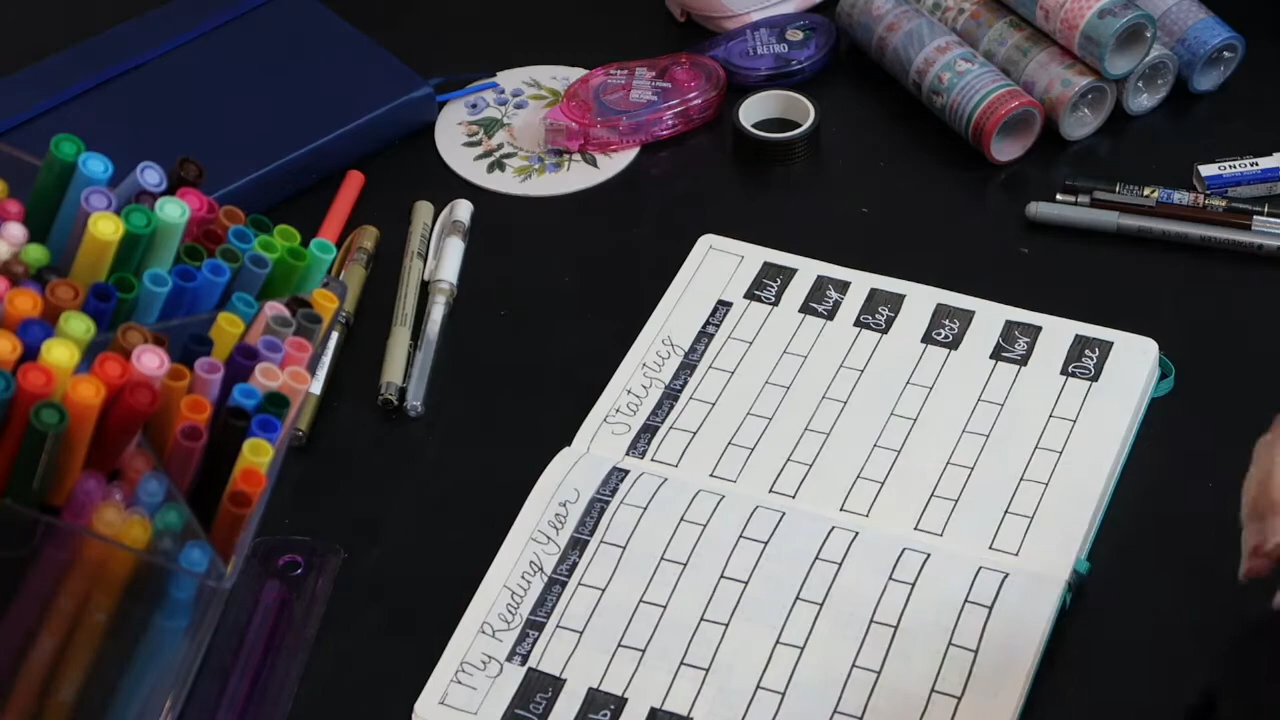 My Reading Year
# Read | Audio | Phys | Rating | Pages
Jan.
Statistics
Pages | Rating | Phys | Audio | # Read
Jul.
Aug
Sep.
Oct
Nov
Dec
RETRO
MONO
STAEDTLER